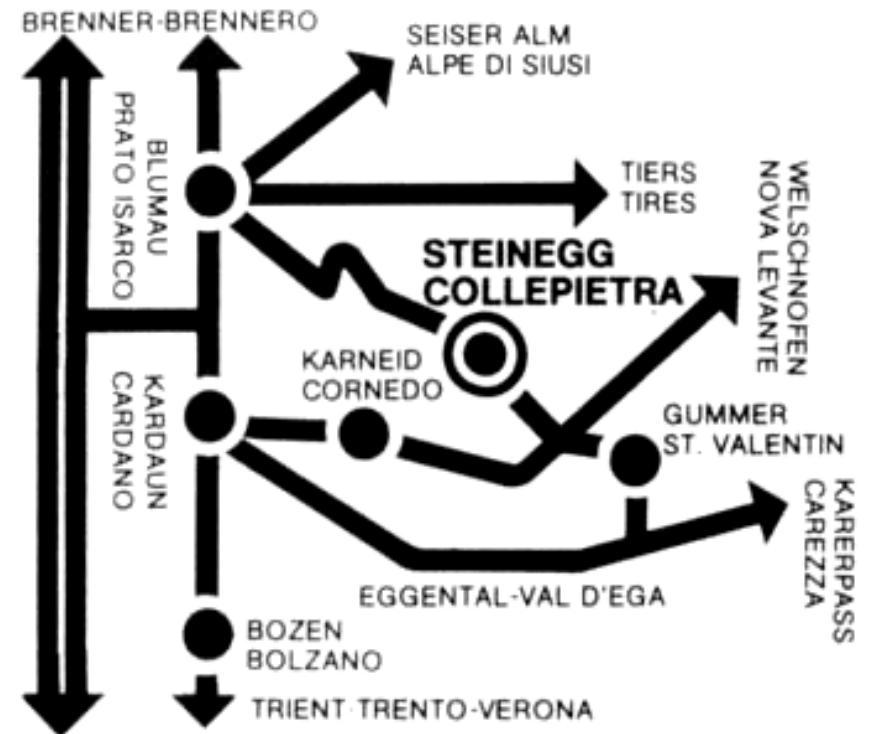 BRENNER-BRENNERO
SEISER ALM
ALPE DI SIUSI
BLUMAU
PRATO ISARCO
TIERS
TIRES
WELSCHNOFEN
NOVA LEVANTE
STEINEGG
COLLEPIETRA
KARNEID
CORNEDO
KARDAUN
CARDANO
GUMMER
ST. VALENTIN
KARERPASS
CAREZZA
EGGENTAL-VAL D'EGA
BOZEN
BOLZANO
TRIENT-TRENTO-VERONA